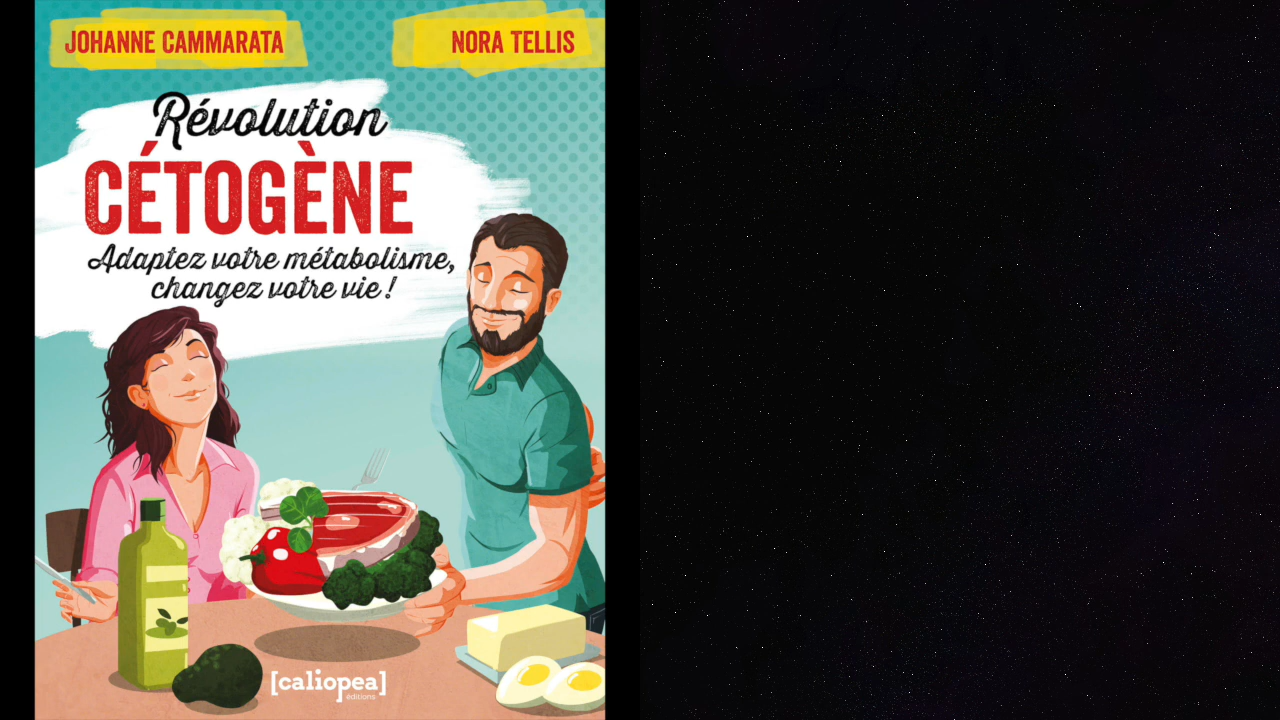 JOHANNE CAMMARATA
NORA TELLIS
Révolution
CÉTOGÈNE
Adaptez votre métabolisme,
changez votre vie !
[caliopea]
éditions